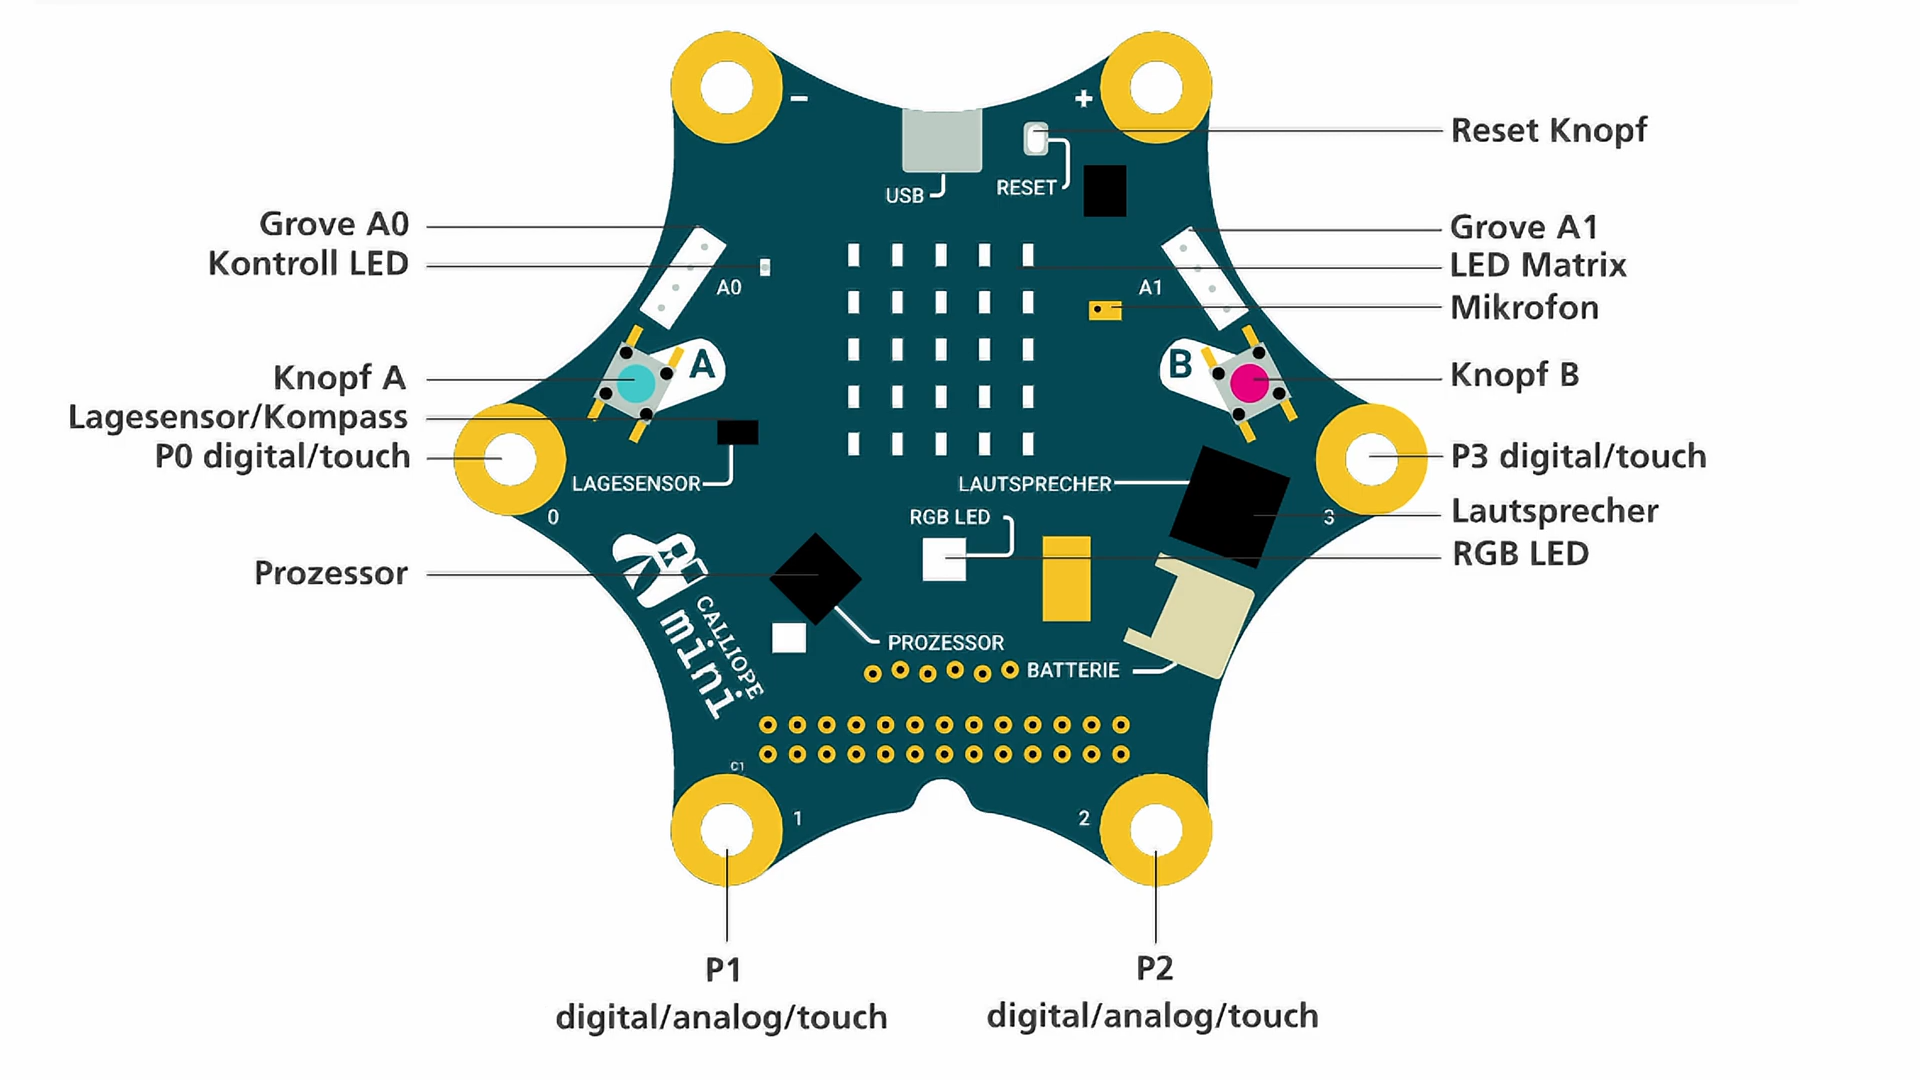 −
+
Reset Knopf
USB
RESET
Grove A0
Kontroll LED
A0
A1
Grove A1
LED Matrix
Mikrofon
Knopf A
A
B
Knopf B
Lagesensor/Kompass
P0 digital/touch
P3 digital/touch
LAGESENSOR
LAUTSPRECHER
0
RGB LED
3
Lautsprecher
RGB LED
Prozessor
CALLIOPE
mini
PROZESSOR
BATTERIE
C1
1
2
P1
digital/analog/touch
P2
digital/analog/touch